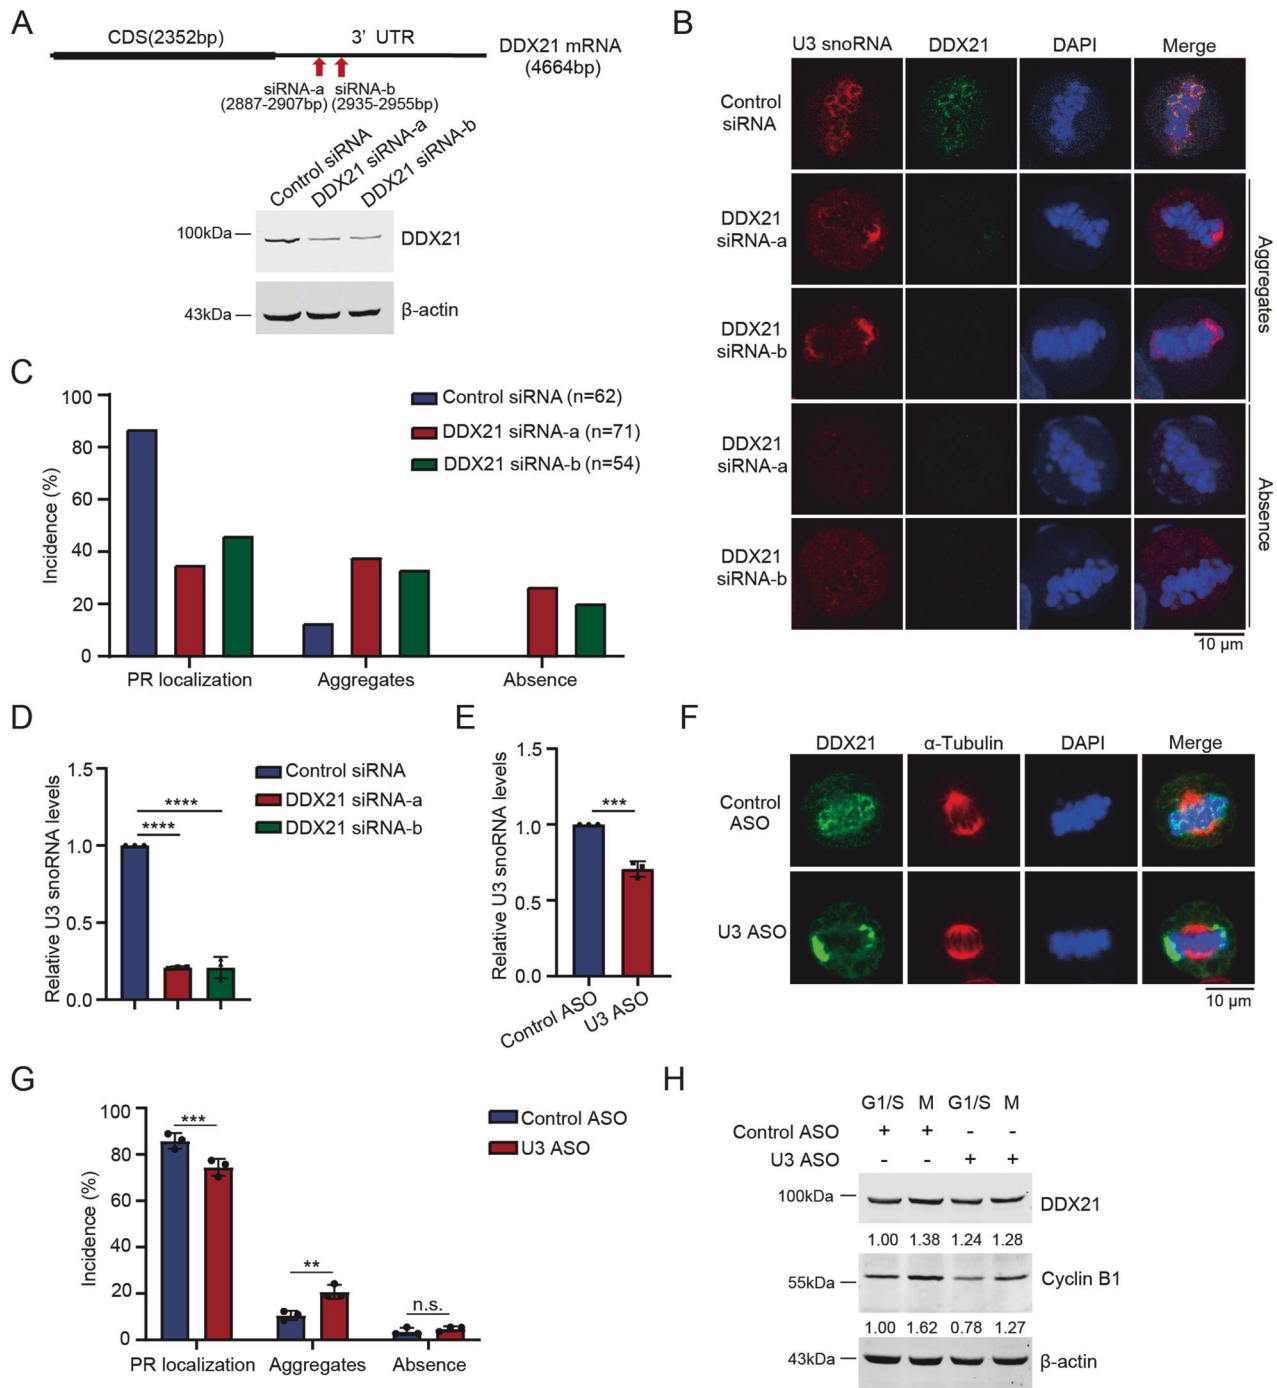 A
CDS(2352bp)
3' UTR
DDX21 mRNA
(4664bp)
siRNA-a
(2887-2907bp)
siRNA-b
(2935-2955bp)
Control siRNA
DDX21 siRNA-a
DDX21 siRNA-b
100kDa
DDX21
43kDa
β-actin
B
U3 snoRNA
DDX21
DAPI
Merge
Control
siRNA
DDX21
siRNA-a
DDX21
siRNA-b
DDX21
siRNA-a
DDX21
siRNA-b
Aggregates
Absence
10 μm
C
Incidence (%)
100
80
60
40
20
0
Control siRNA (n=62)
DDX21 siRNA-a (n=71)
DDX21 siRNA-b (n=54)
PR localization
Aggregates
Absence
D
Relative U3 snoRNA levels
1.5
1.0
0.5
0.0
****
****
Control siRNA
DDX21 siRNA-a
DDX21 siRNA-b
E
Relative U3 snoRNA levels
1.5
1.0
0.5
0.0
***
Control ASO
U3 ASO
F
DDX21
α-Tubulin
DAPI
Merge
Control
ASO
U3 ASO
10 μm
G
Incidence (%)
100
80
60
40
20
0
***
**
n.s.
Control ASO
U3 ASO
PR localization
Aggregates
Absence
H
G1/S M G1/S M
Control ASO + + - -
U3 ASO - - + +
100kDa
DDX21
1.00 1.38 1.24 1.28
55kDa
Cyclin B1
1.00 1.62 0.78 1.27
43kDa
β-actin